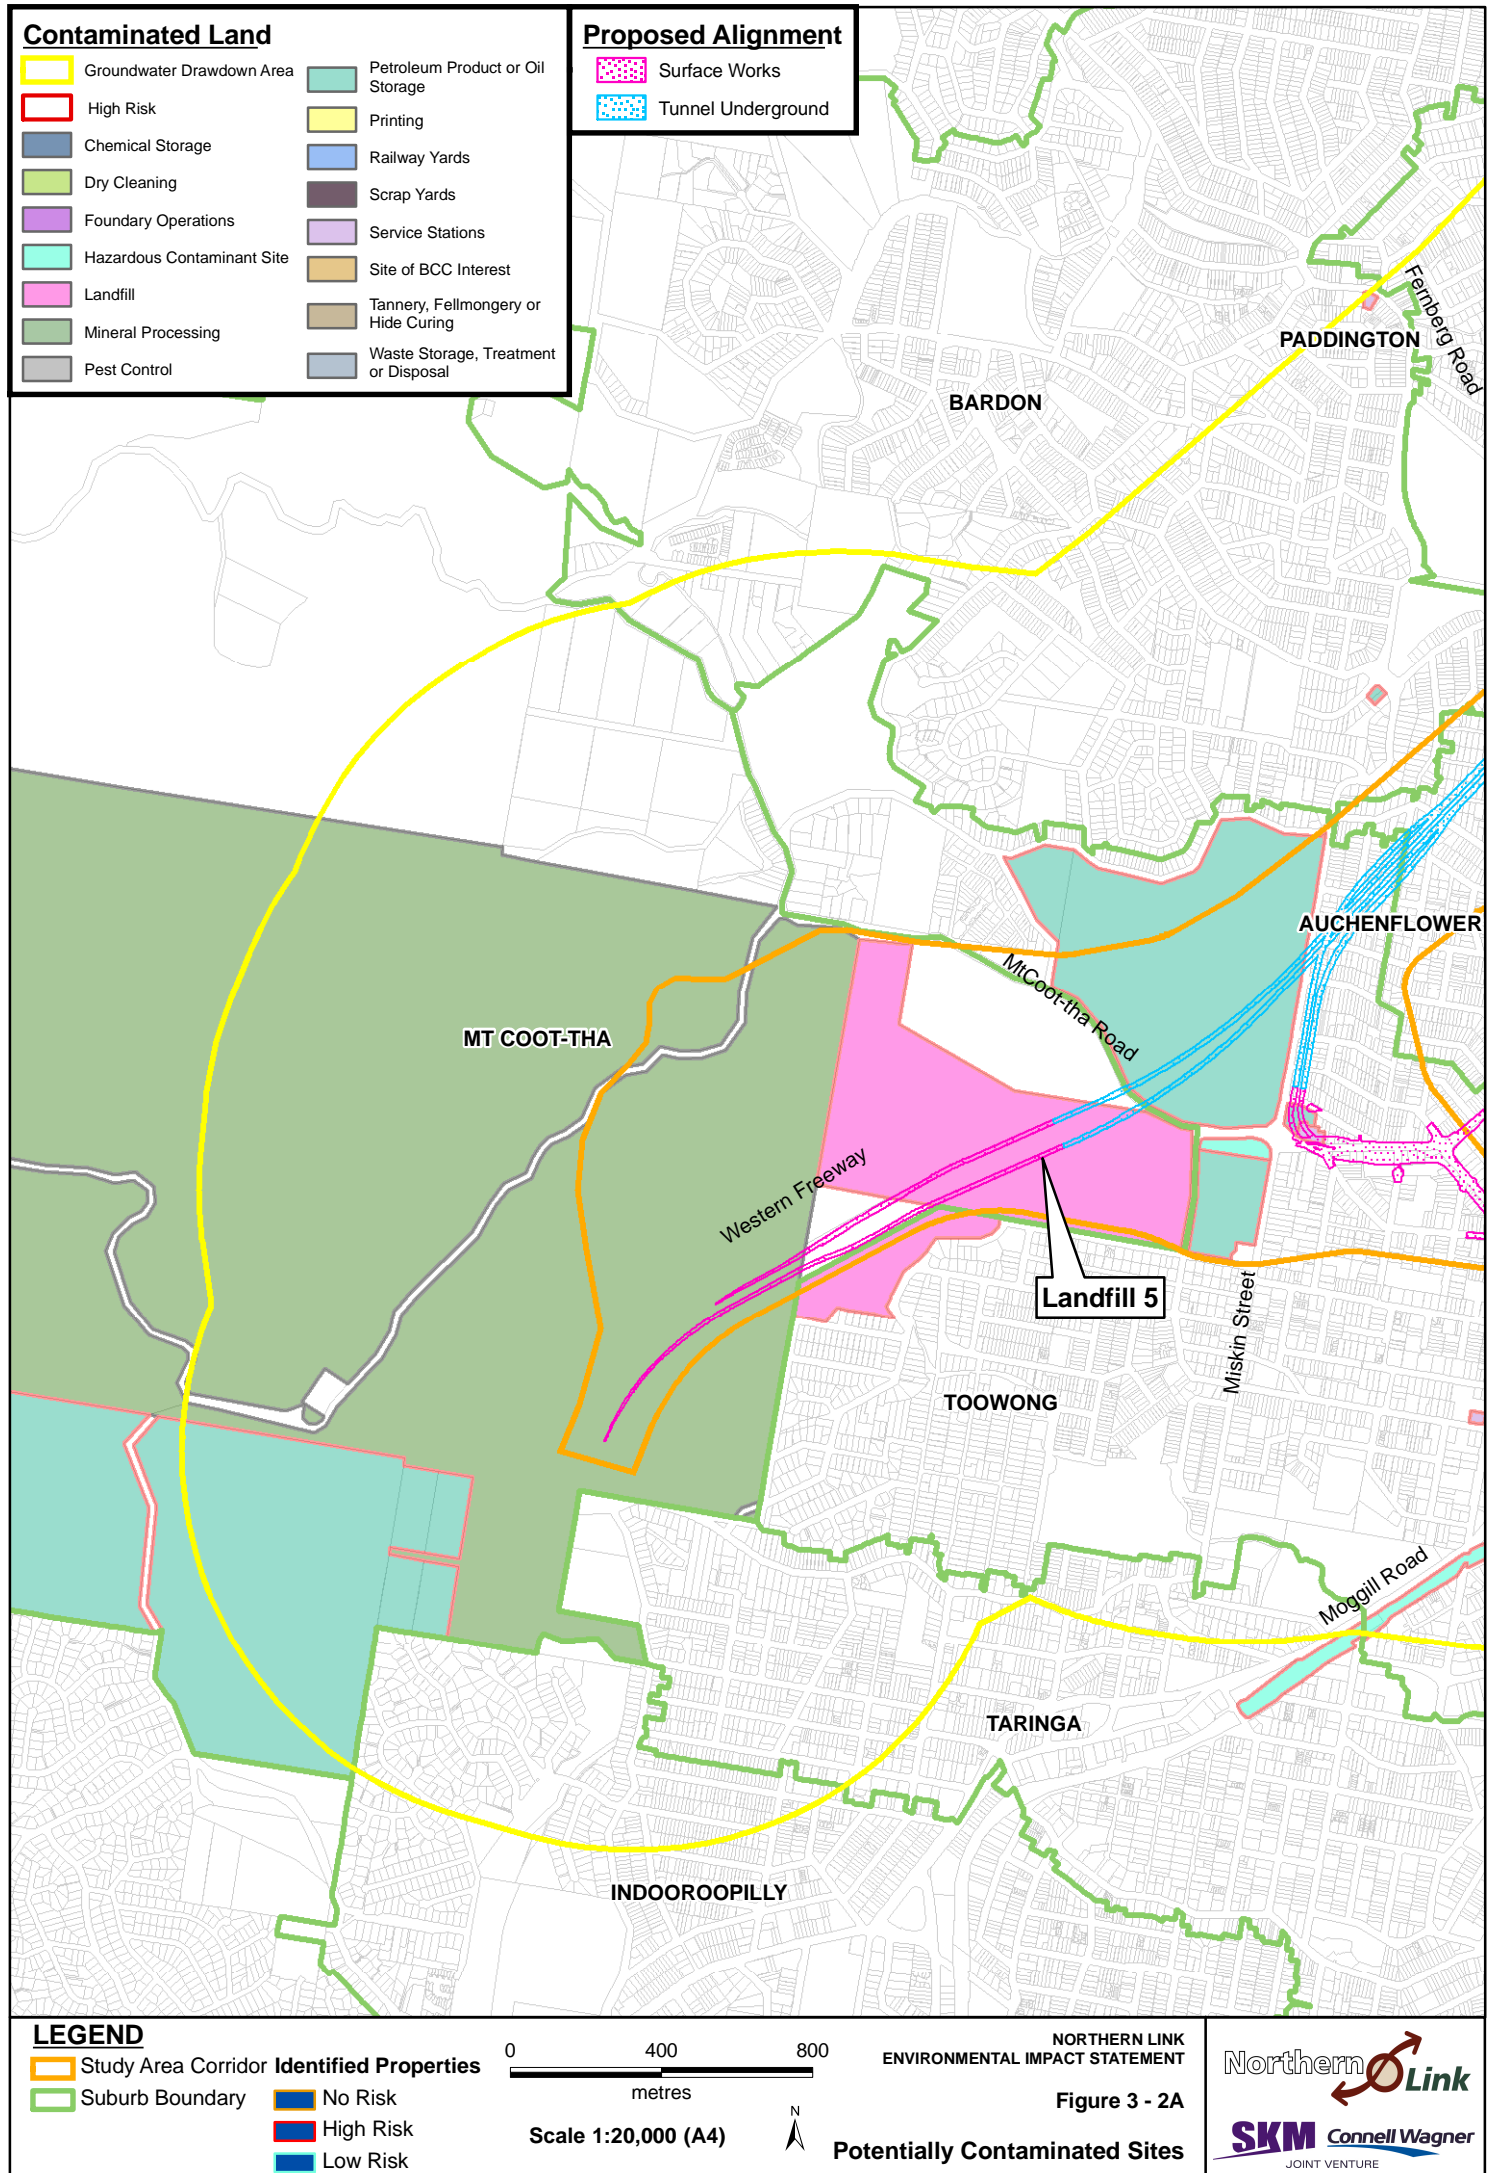 Contaminated Land
Groundwater Drawdown Area
High Risk
Chemical Storage
Dry Cleaning
Foundary Operations
Hazardous Contaminant Site
Landfill
Mineral Processing
Pest Control
Petroleum Product or Oil
Storage
Printing
Railway Yards
Scrap Yards
Service Stations
Site of BCC Interest
Tannery, Fellmongery or
Hide Curing
Waste Storage, Treatment
or Disposal
Proposed Alignment
Surface Works
Tunnel Underground
Fernberg Road
PADDINGTON
BARDON
AUCHENFLOWER
MtCoot-tha Road
MT COOT-THA
Western Freeway
Landfill 5
Miskin Street
TOOWONG
Moggill Road
TARINGA
INDOOROOPILLY
LEGEND
Study Area Corridor
Suburb Boundary
Identified Properties
No Risk
High Risk
Low Risk
0 400 800
metres
Scale 1:20,000 (A4)
N
NORTHERN LINK
ENVIRONMENTAL IMPACT STATEMENT
Figure 3 - 2A
Potentially Contaminated Sites
Northern Link
SKM Connell Wagner
JOINT VENTURE